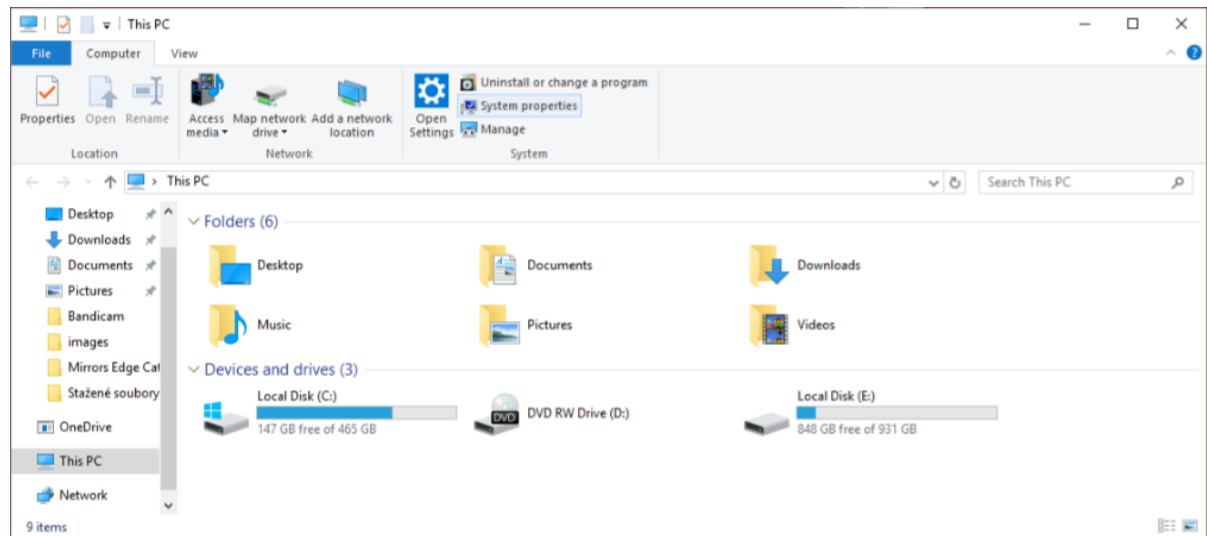 This PC
File Computer View
Properties Open Rename
Location
Access media
Map network drive
Add a network location
Network
Open Settings
Uninstall or change a program
System properties
Manage
System
This PC
Search This PC
Desktop
Downloads
Documents
Pictures
Bandicam
images
Mirrors Edge Cat
Stažené soubory
OneDrive
This PC
Network
Folders (6)
Desktop
Documents
Downloads
Music
Pictures
Videos
Devices and drives (3)
Local Disk (C:)
147 GB free of 465 GB
DVD
DVD RW Drive (D:)
Local Disk (E:)
848 GB free of 931 GB
9 items